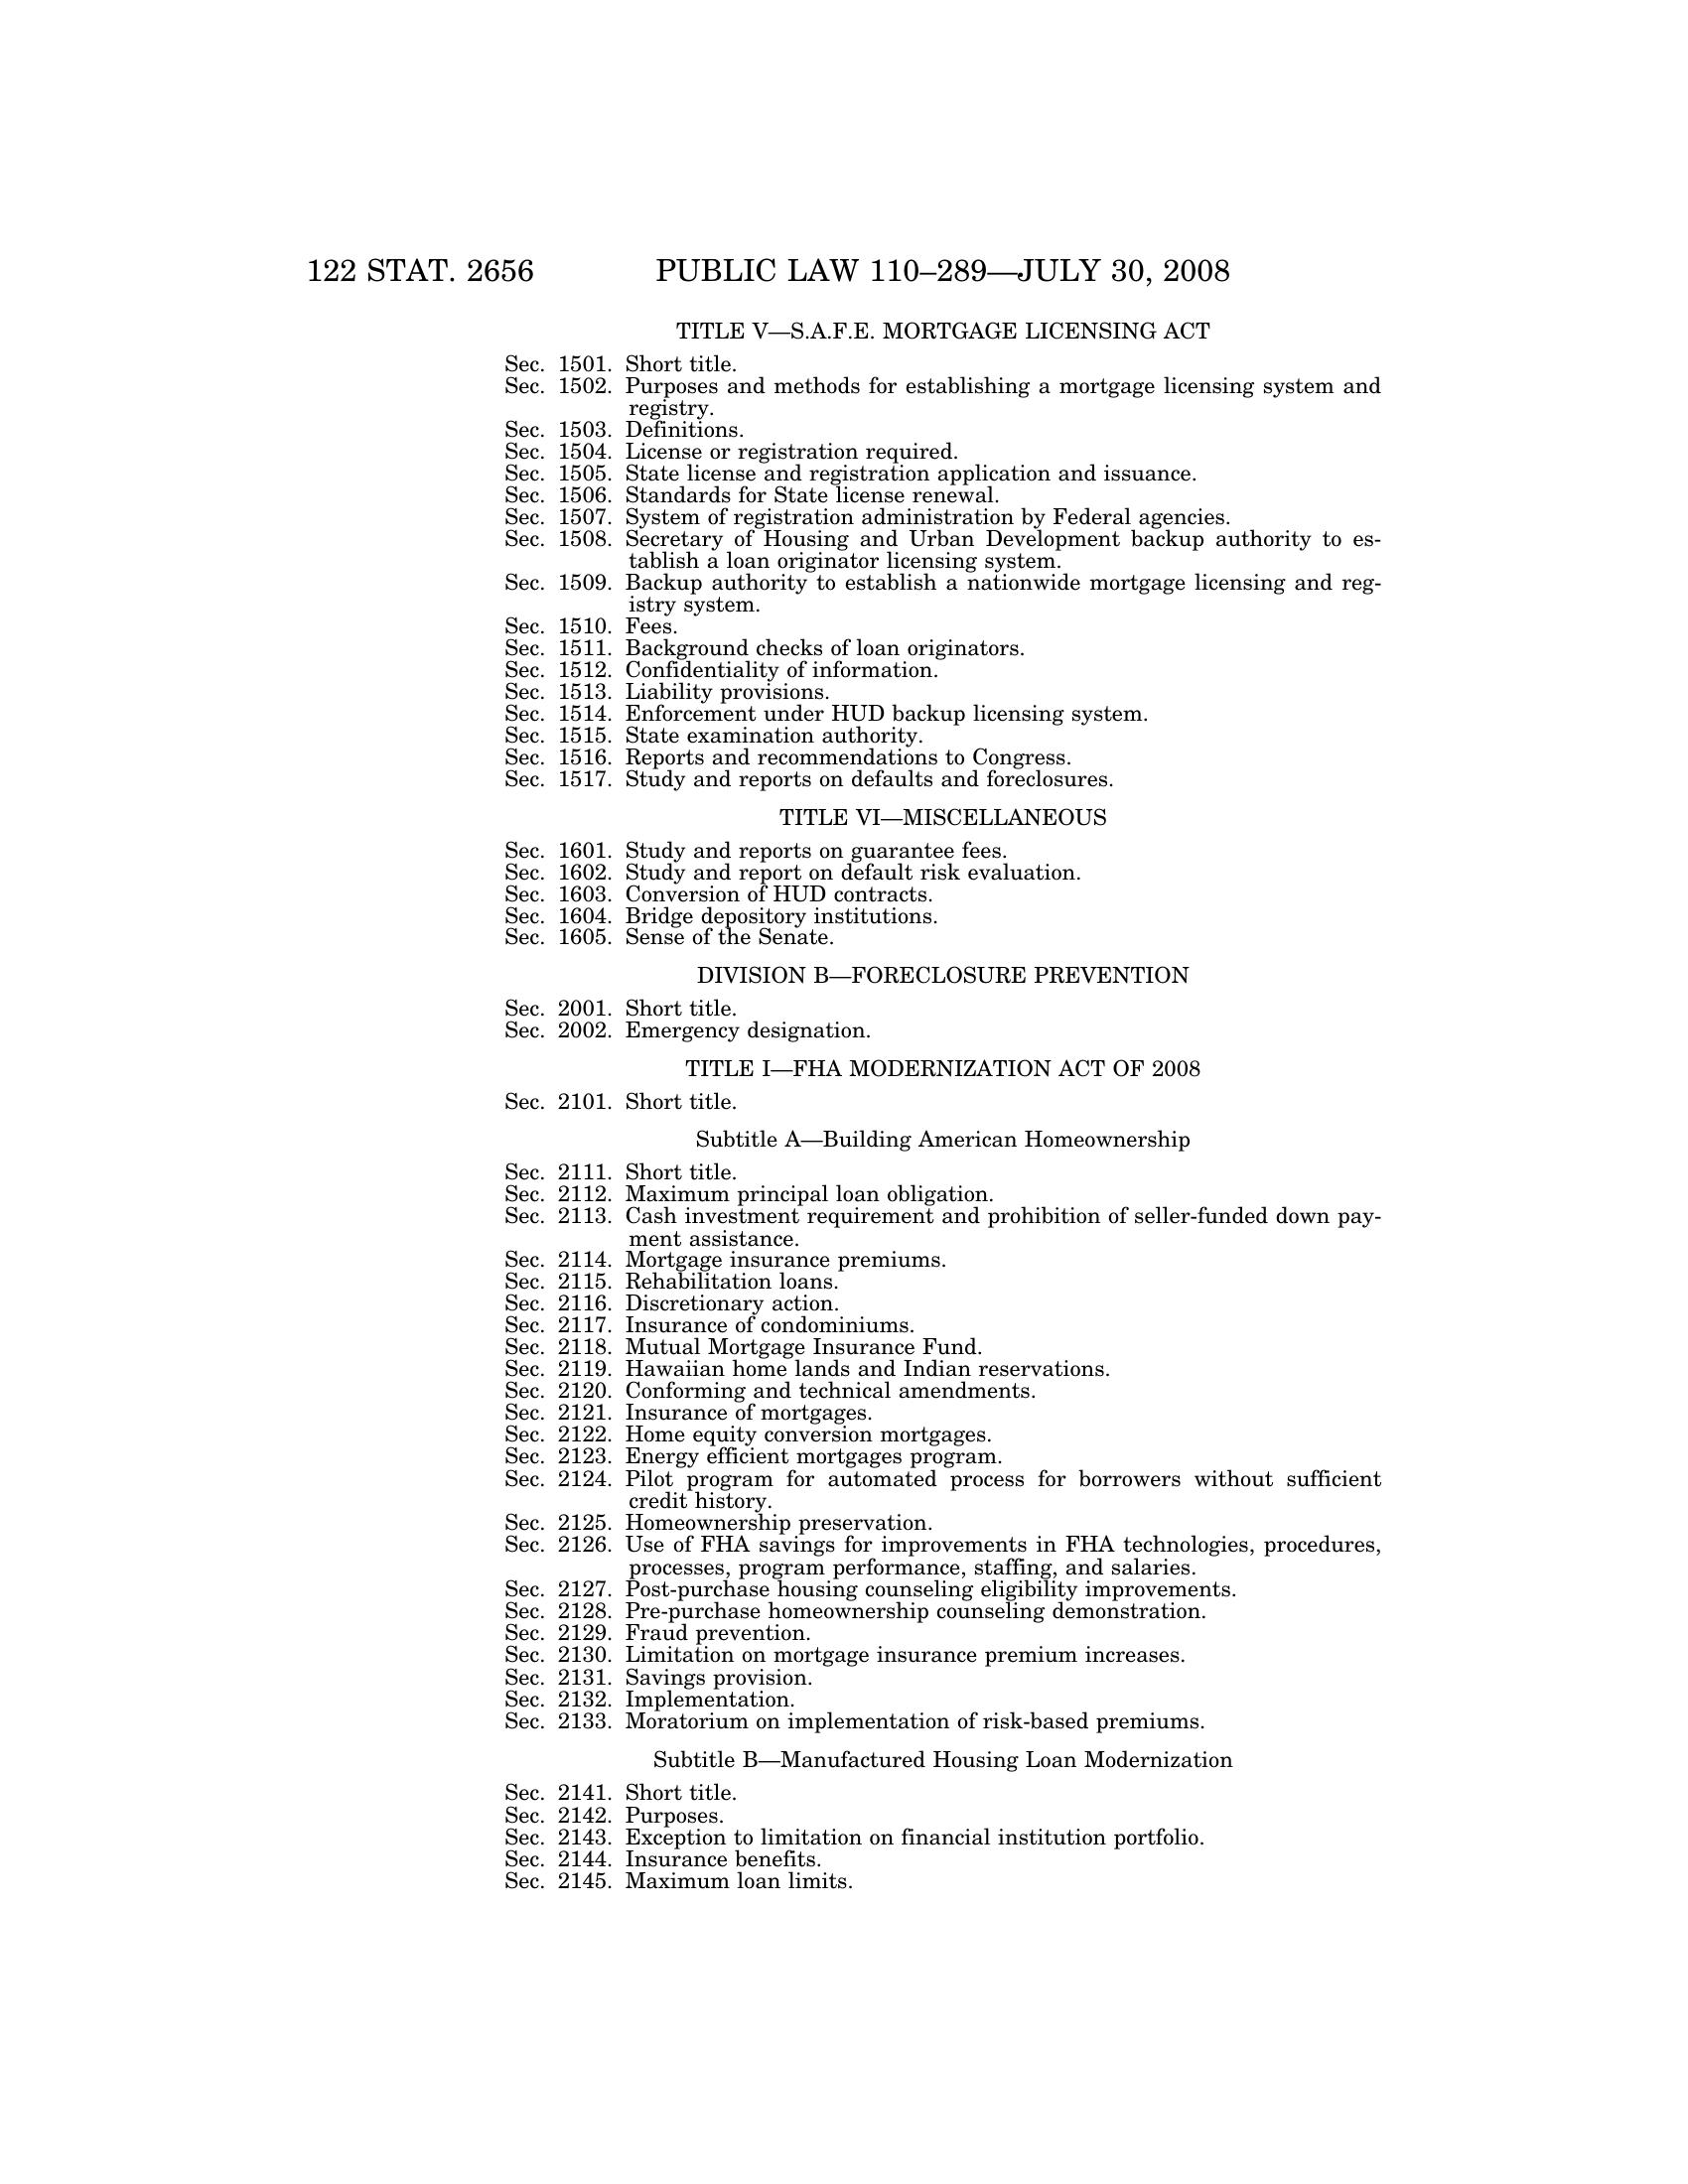 122 STAT. 2656 PUBLIC LAW 110–289—JULY 30, 2008
TITLE V—S.A.F.E. MORTGAGE LICENSING ACT
Sec. 1501. Short title.
Sec. 1502. Purposes and methods for establishing a mortgage licensing system and
registry.
Sec. 1503. Definitions.
Sec. 1504. License or registration required.
Sec. 1505. State license and registration application and issuance.
Sec. 1506. Standards for State license renewal.
Sec. 1507. System of registration administration by Federal agencies.
Sec. 1508. Secretary of Housing and Urban Development backup authority to es-
tablish a loan originator licensing system.
Sec. 1509. Backup authority to establish a nationwide mortgage licensing and reg-
istry system.
Sec. 1510. Fees.
Sec. 1511. Background checks of loan originators.
Sec. 1512. Confidentiality of information.
Sec. 1513. Liability provisions.
Sec. 1514. Enforcement under HUD backup licensing system.
Sec. 1515. State examination authority.
Sec. 1516. Reports and recommendations to Congress.
Sec. 1517. Study and reports on defaults and foreclosures.
TITLE VI—MISCELLANEOUS
Sec. 1601. Study and reports on guarantee fees.
Sec. 1602. Study and report on default risk evaluation.
Sec. 1603. Conversion of HUD contracts.
Sec. 1604. Bridge depository institutions.
Sec. 1605. Sense of the Senate.
DIVISION B—FORECLOSURE PREVENTION
Sec. 2001. Short title.
Sec. 2002. Emergency designation.
TITLE I—FHA MODERNIZATION ACT OF 2008
Sec. 2101. Short title.
Subtitle A—Building American Homeownership
Sec. 2111. Short title.
Sec. 2112. Maximum principal loan obligation.
Sec. 2113. Cash investment requirement and prohibition of seller-funded down pay-
ment assistance.
Sec. 2114. Mortgage insurance premiums.
Sec. 2115. Rehabilitation loans.
Sec. 2116. Discretionary action.
Sec. 2117. Insurance of condominiums.
Sec. 2118. Mutual Mortgage Insurance Fund.
Sec. 2119. Hawaiian home lands and Indian reservations.
Sec. 2120. Conforming and technical amendments.
Sec. 2121. Insurance of mortgages.
Sec. 2122. Home equity conversion mortgages.
Sec. 2123. Energy efficient mortgages program.
Sec. 2124. Pilot program for automated process for borrowers without sufficient
credit history.
Sec. 2125. Homeownership preservation.
Sec. 2126. Use of FHA savings for improvements in FHA technologies, procedures,
processes, program performance, staffing, and salaries.
Sec. 2127. Post-purchase housing counseling eligibility improvements.
Sec. 2128. Pre-purchase homeownership counseling demonstration.
Sec. 2129. Fraud prevention.
Sec. 2130. Limitation on mortgage insurance premium increases.
Sec. 2131. Savings provision.
Sec. 2132. Implementation.
Sec. 2133. Moratorium on implementation of risk-based premiums.
Subtitle B—Manufactured Housing Loan Modernization
Sec. 2141. Short title.
Sec. 2142. Purposes.
Sec. 2143. Exception to limitation on financial institution portfolio.
Sec. 2144. Insurance benefits.
Sec. 2145. Maximum loan limits.